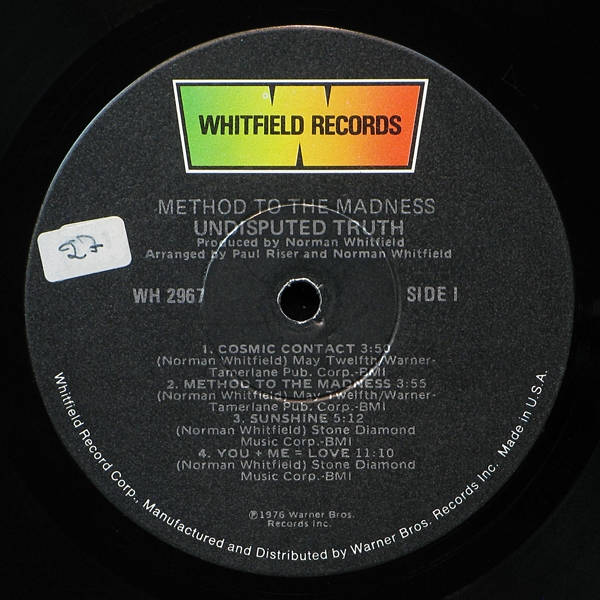 WHITFIELD RECORDS
METHOD TO THE MADNESS
UNDISPUTED TRUTH
Produced by Norman Whitfield
Arranged by Paul Riser and Norman Whitfield
27
WH 2967
SIDE I
1. COSMIC CONTACT 3:50
(Norman Whitfield) May Twelfth/Warner-
Tamerlane Pub. Corp.-BMI
2. METHOD TO THE MADNESS 3:55
(Norman Whitfield) May Twelfth/Warner-
Tamerlane Pub. Corp.-BMI
3. SUNSHINE 5:12
(Norman Whitfield) Stone Diamond
Music Corp.-BMI
4. YOU + ME = LOVE 11:10
(Norman Whitfield) Stone Diamond
Music Corp.-BMI
℗1976 Warner Bros.
Records Inc.
Whitfield Record Corp., Manufactured and Distributed by Warner Bros. Records Inc. Made in U.S.A.